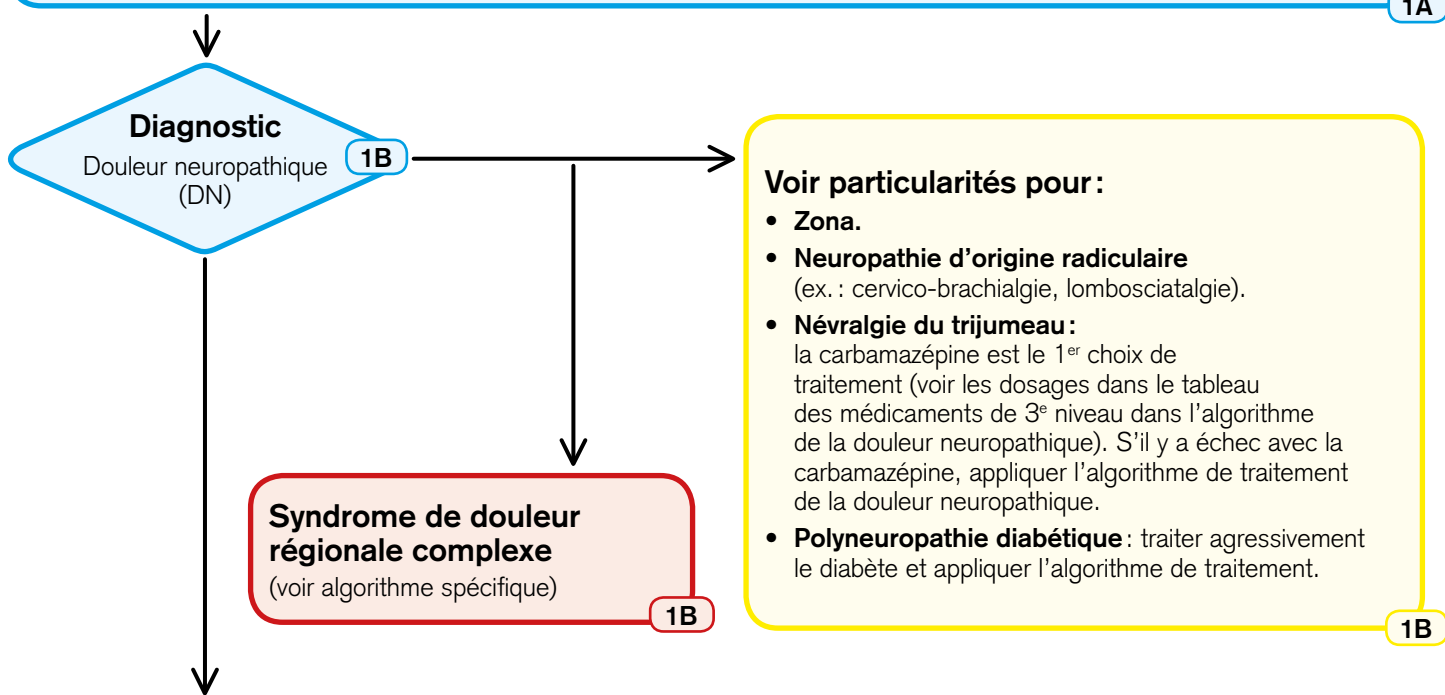 1A
Diagnostic
Douleur neuropathique
(DN)
1B
Voir particularités pour :
• Zona.
• Neuropathie d’origine radiculaire
(ex. : cervico-brachialgie, lombosciatalgie).
• Névralgie du trijumeau :
la carbamazépine est le 1er choix de
traitement (voir les dosages dans le tableau
des médicaments de 3e niveau dans l’algorithme
de la douleur neuropathique). S’il y a échec avec la
carbamazépine, appliquer l’algorithme de traitement
de la douleur neuropathique.
• Polyneuropathie diabétique : traiter agressivement
le diabète et appliquer l’algorithme de traitement.
1B
Syndrome de douleur
régionale complexe
(voir algorithme spécifique)
1B